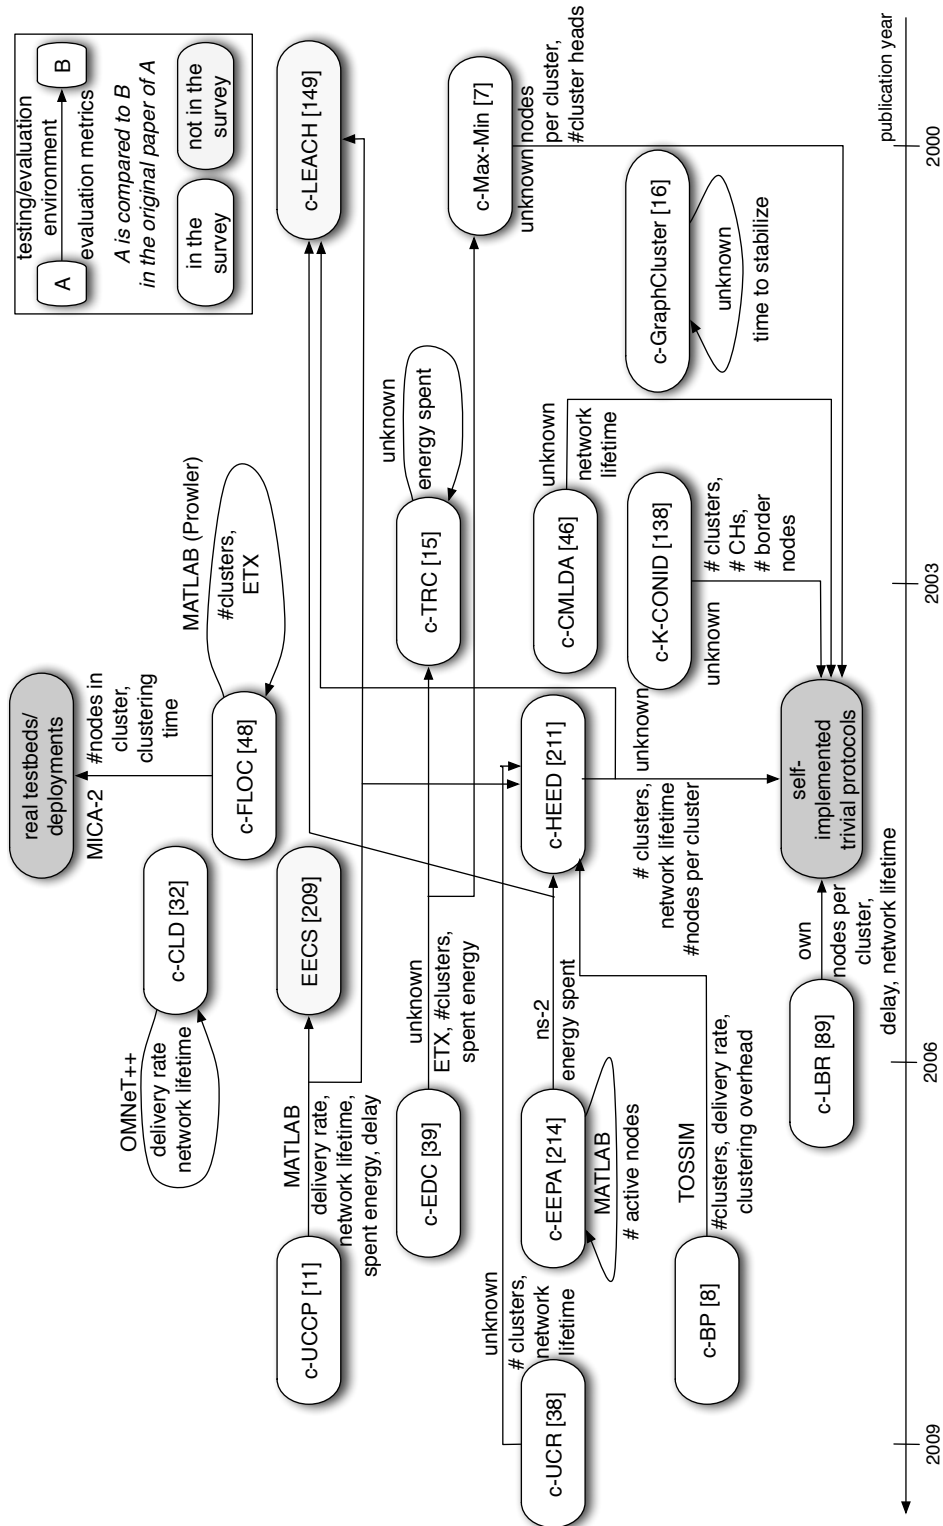 testing/evaluation
environment
A
B
evaluation metrics
A is compared to B
in the original paper of A
in the
survey
not in the
survey
real testbeds/
deployments
MICA-2
#nodes in
cluster,
clustering
time
c-FLOC [48]
MATLAB (Prowler)
#clusters,
ETX
c-CLD [32]
OMNeT++
delivery rate
network lifetime
c-UCCP [11]
MATLAB
delivery rate,
network lifetime,
spent energy, delay
EECS [209]
c-LEACH [149]
c-EDC [39]
unknown
ETX, #clusters,
spent energy
c-TRC [15]
unknown
energy spent
c-Max-Min [7]
unknown
nodes
per cluster,
#cluster heads
c-UCR [38]
unknown
# clusters,
network
lifetime
c-EEPA [214]
MATLAB
# active nodes
ns-2
energy spent
c-HEED [211]
unknown
# clusters,
network lifetime
#nodes per cluster
c-CMLDA [46]
unknown
network
lifetime
c-K-CONID [138]
unknown
# clusters,
# CHs,
# border
nodes
c-GraphCluster [16]
unknown
time to stabilize
c-BP [8]
TOSSIM
#clusters, delivery rate,
clustering overhead
c-LBR [89]
own
nodes per
cluster,
delay, network lifetime
self-
implemented
trivial protocols
publication year
2009
2006
2003
2000